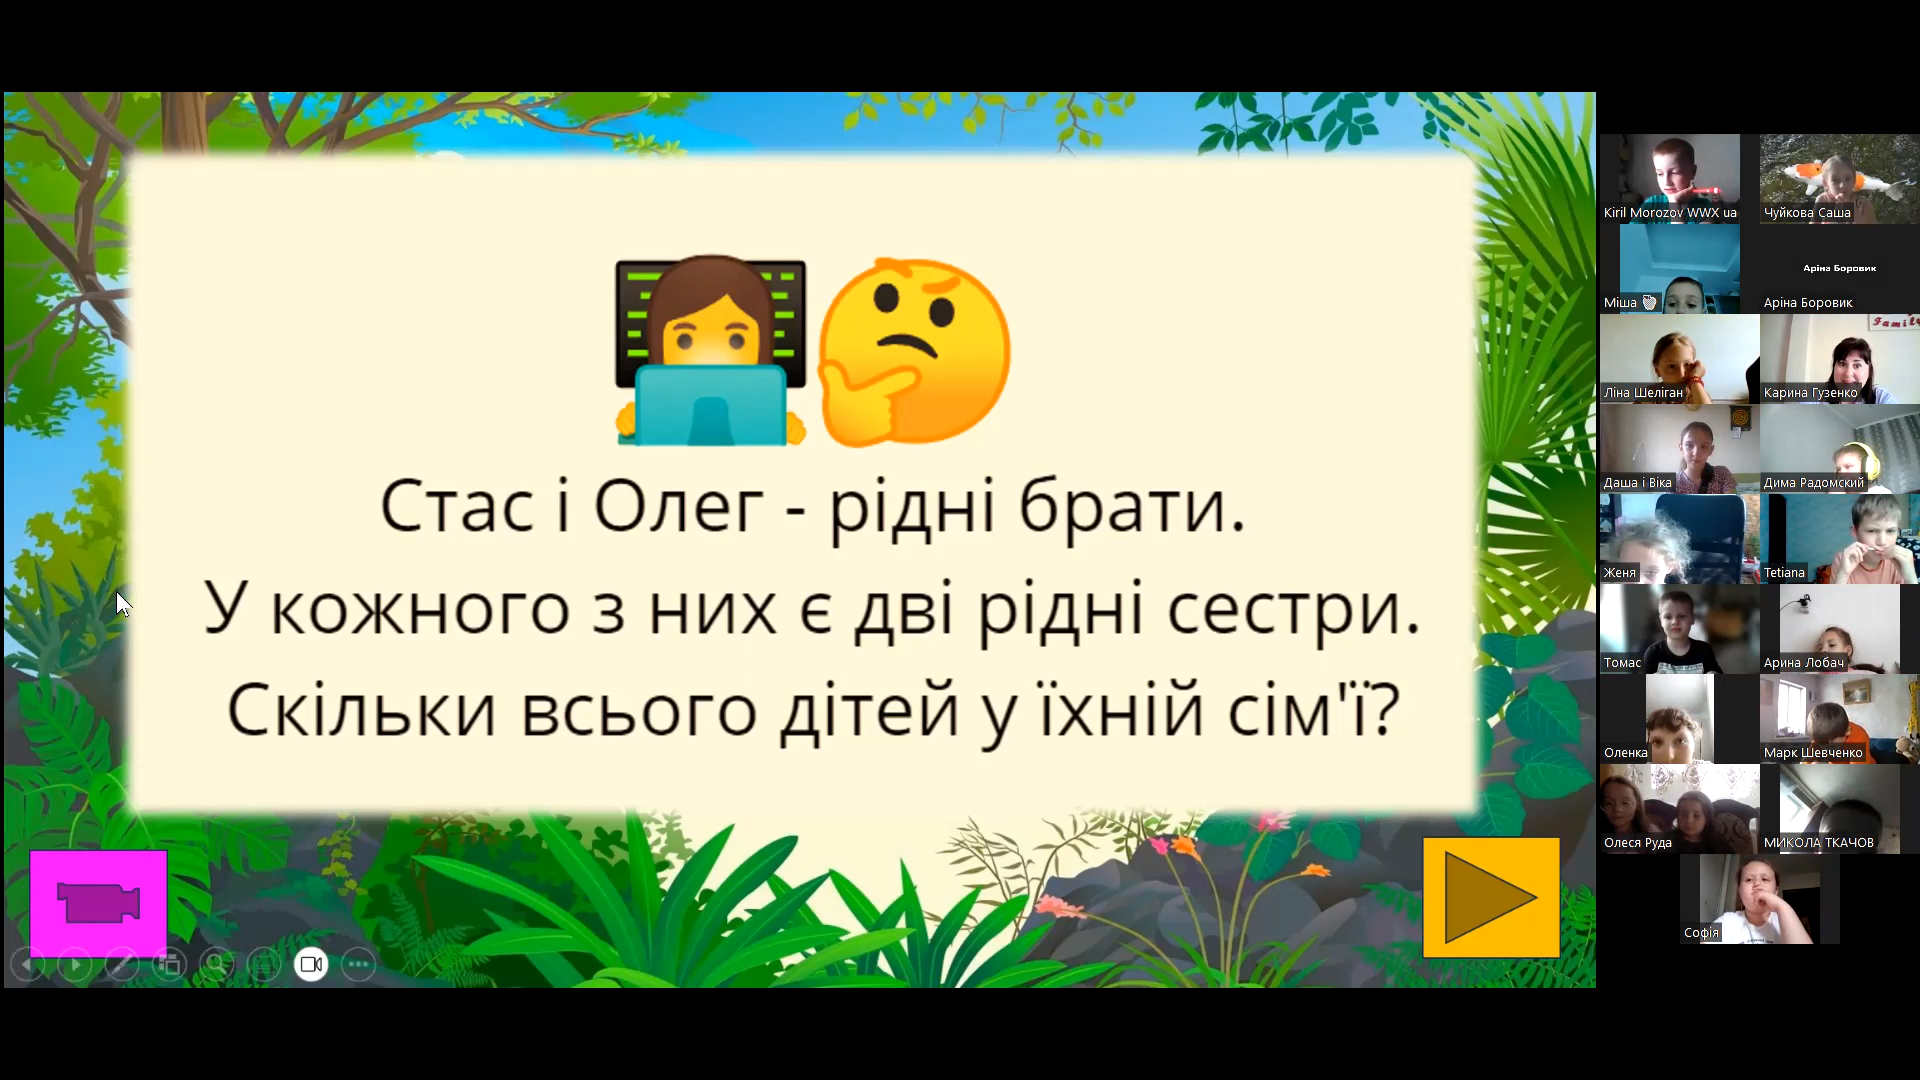 Стас і Олег - рідні брати.
У кожного з них є дві рідні сестри.
Скільки всього дітей у їхній сім'ї?
Kiril Morozov WWX ua
Чуйкова Саша
Міша
Аріна Боровик
Аріна Боровик
Ліна Шеліган
Карина Гузенко
Даша і Віка
Дима Радомский
Женя
Tetiana
Томас
Арина Лобач
Оленка
Марк Шевченко
Олеся Руда
МИКОЛА ТКАЧОВ
Софія